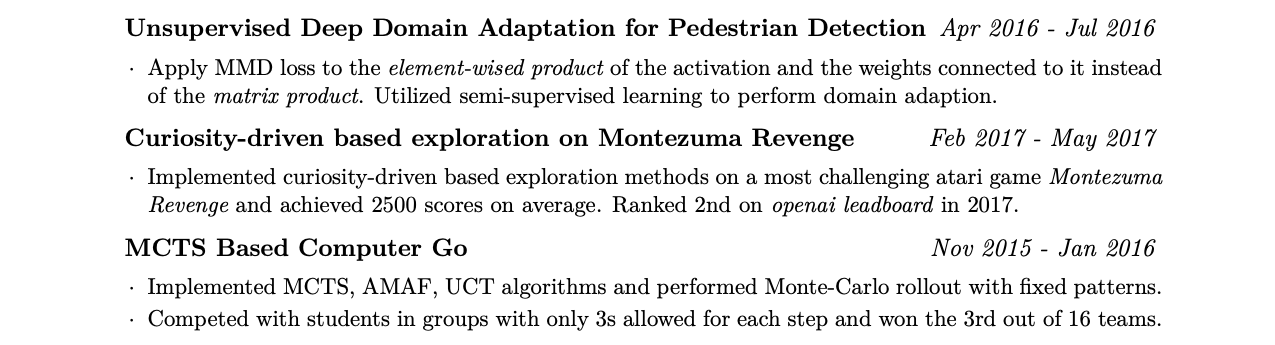 Unsupervised Deep Domain Adaptation for Pedestrian Detection Apr 2016 - Jul 2016
· Apply MMD loss to the element-wised product of the activation and the weights connected to it instead
of the matrix product. Utilized semi-supervised learning to perform domain adaption.
Curiosity-driven based exploration on Montezuma Revenge Feb 2017 - May 2017
· Implemented curiosity-driven based exploration methods on a most challenging atari game Montezuma
Revenge and achieved 2500 scores on average. Ranked 2nd on openai leadboard in 2017.
MCTS Based Computer Go Nov 2015 - Jan 2016
· Implemented MCTS, AMAF, UCT algorithms and performed Monte-Carlo rollout with fixed patterns.
· Competed with students in groups with only 3s allowed for each step and won the 3rd out of 16 teams.